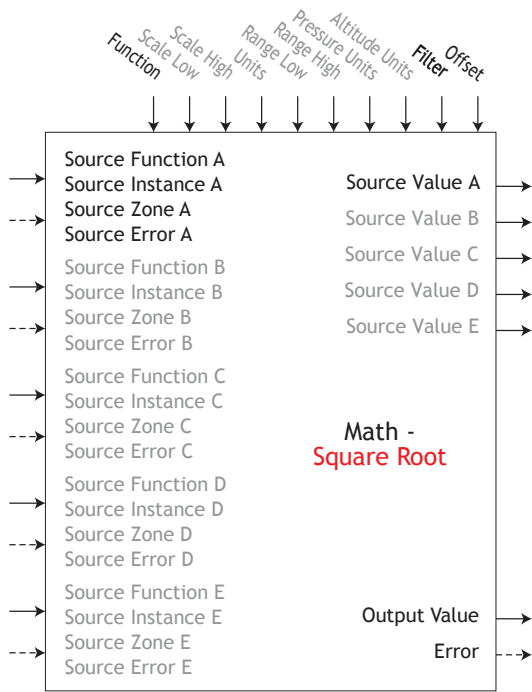 Function
Scale Low
Scale High
Units
Range Low
Range High
Pressure Units
Altitude Units
Filter
Offset
Source Function A
Source Instance A
Source Zone A
Source Error A
Source Function B
Source Instance B
Source Zone B
Source Error B
Source Function C
Source Instance C
Source Zone C
Source Error C
Source Function D
Source Instance D
Source Zone D
Source Error D
Source Function E
Source Instance E
Source Zone E
Source Error E
Source Value A
Source Value B
Source Value C
Source Value D
Source Value E
Math -
Square Root
Output Value
Error